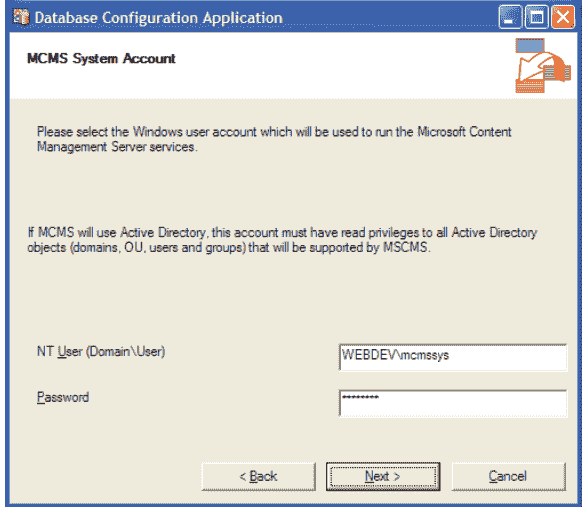 Database Configuration Application
MCMS System Account
Please select the Windows user account which will be used to run the Microsoft Content
Management Server services.
If MCMS will use Active Directory, this account must have read privileges to all Active Directory
objects (domains, OU, users and groups) that will be supported by MSCMS.
NT User (Domain\User)
WEBDEV\mcmssys
Password
********
< Back
Next >
Cancel